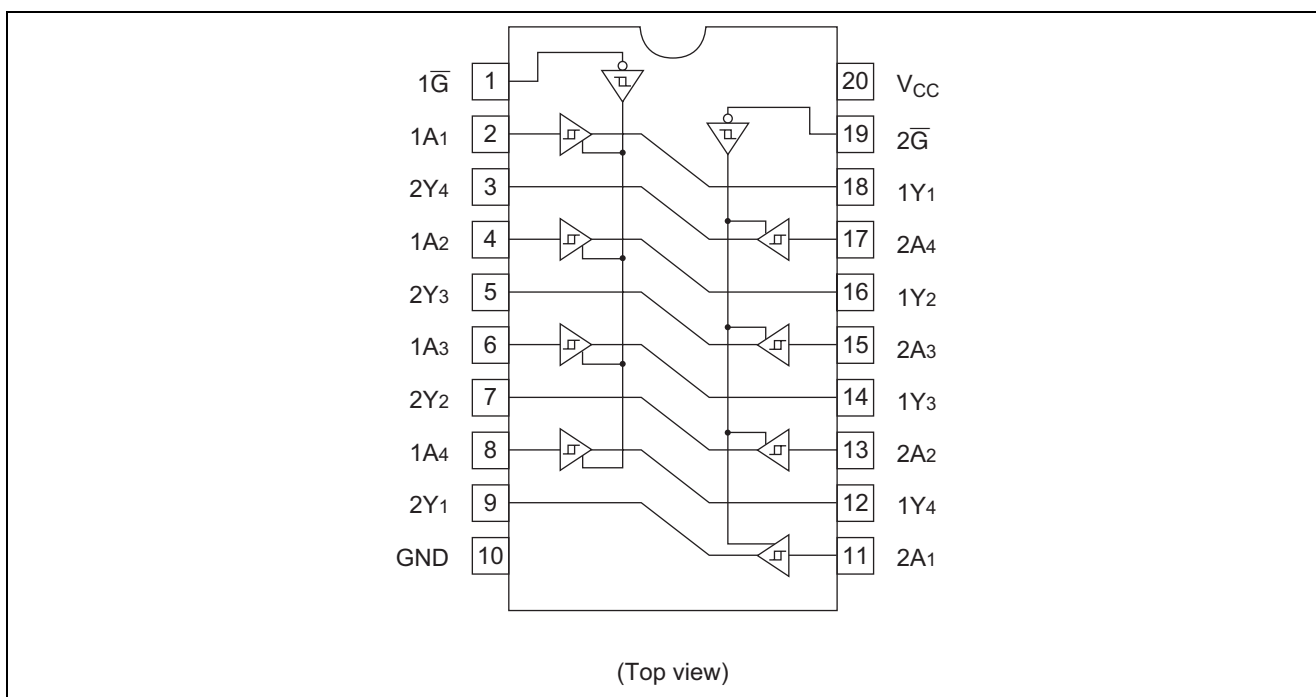 1G̅ 1 20 VCC
1A1 2 19 2G̅
2Y4 3 18 1Y1
1A2 4 17 2A4
2Y3 5 16 1Y2
1A3 6 15 2A3
2Y2 7 14 1Y3
1A4 8 13 2A2
2Y1 9 12 1Y4
GND 10 11 2A1
(Top view)